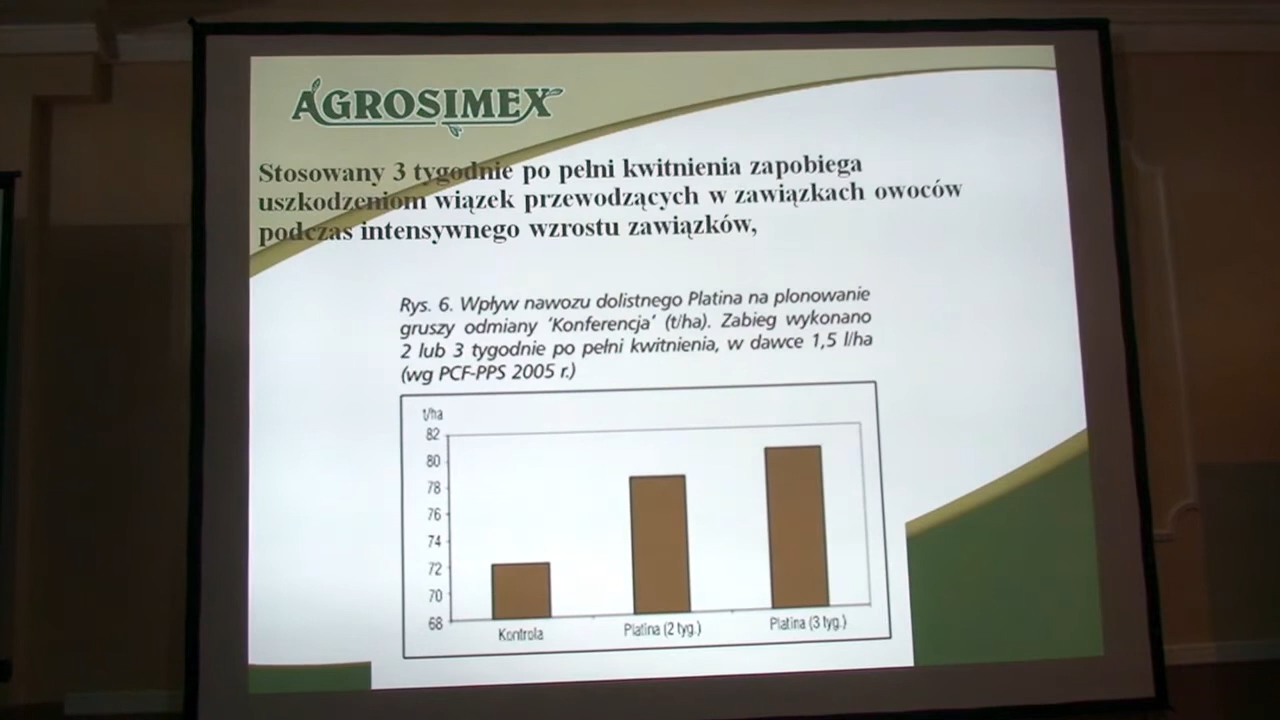 AGROSIMEX
Stosowany 3 tygodnie po pełni kwitnienia zapobiega
uszkodzeniom wiązek przewodzących w zawiązkach owoców
podczas intensywnego wzrostu zawiązków,
Rys. 6. Wpływ nawozu dolistnego Platina na plonowanie
gruszy odmiany 'Konferencja' (t/ha). Zabieg wykonano
2 lub 3 tygodnie po pełni kwitnienia, w dawce 1,5 l/ha
(wg PCF-PPS 2005 r.)
t/ha
82
80
78
76
74
72
70
68
Kontrola Platina (2 tyg.) Platina (3 tyg.)